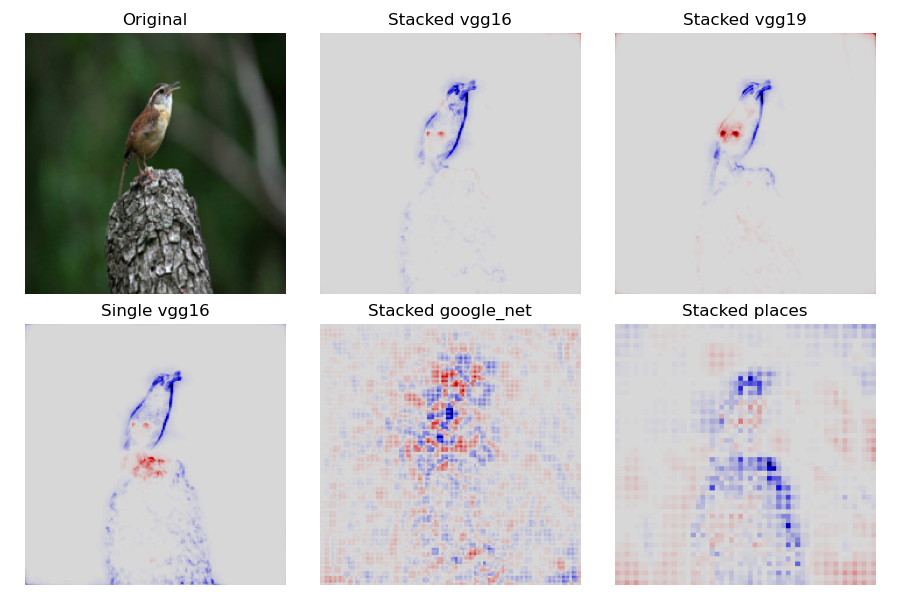 Original
Stacked vgg16
Stacked vgg19
Single vgg16
Stacked google_net
Stacked places